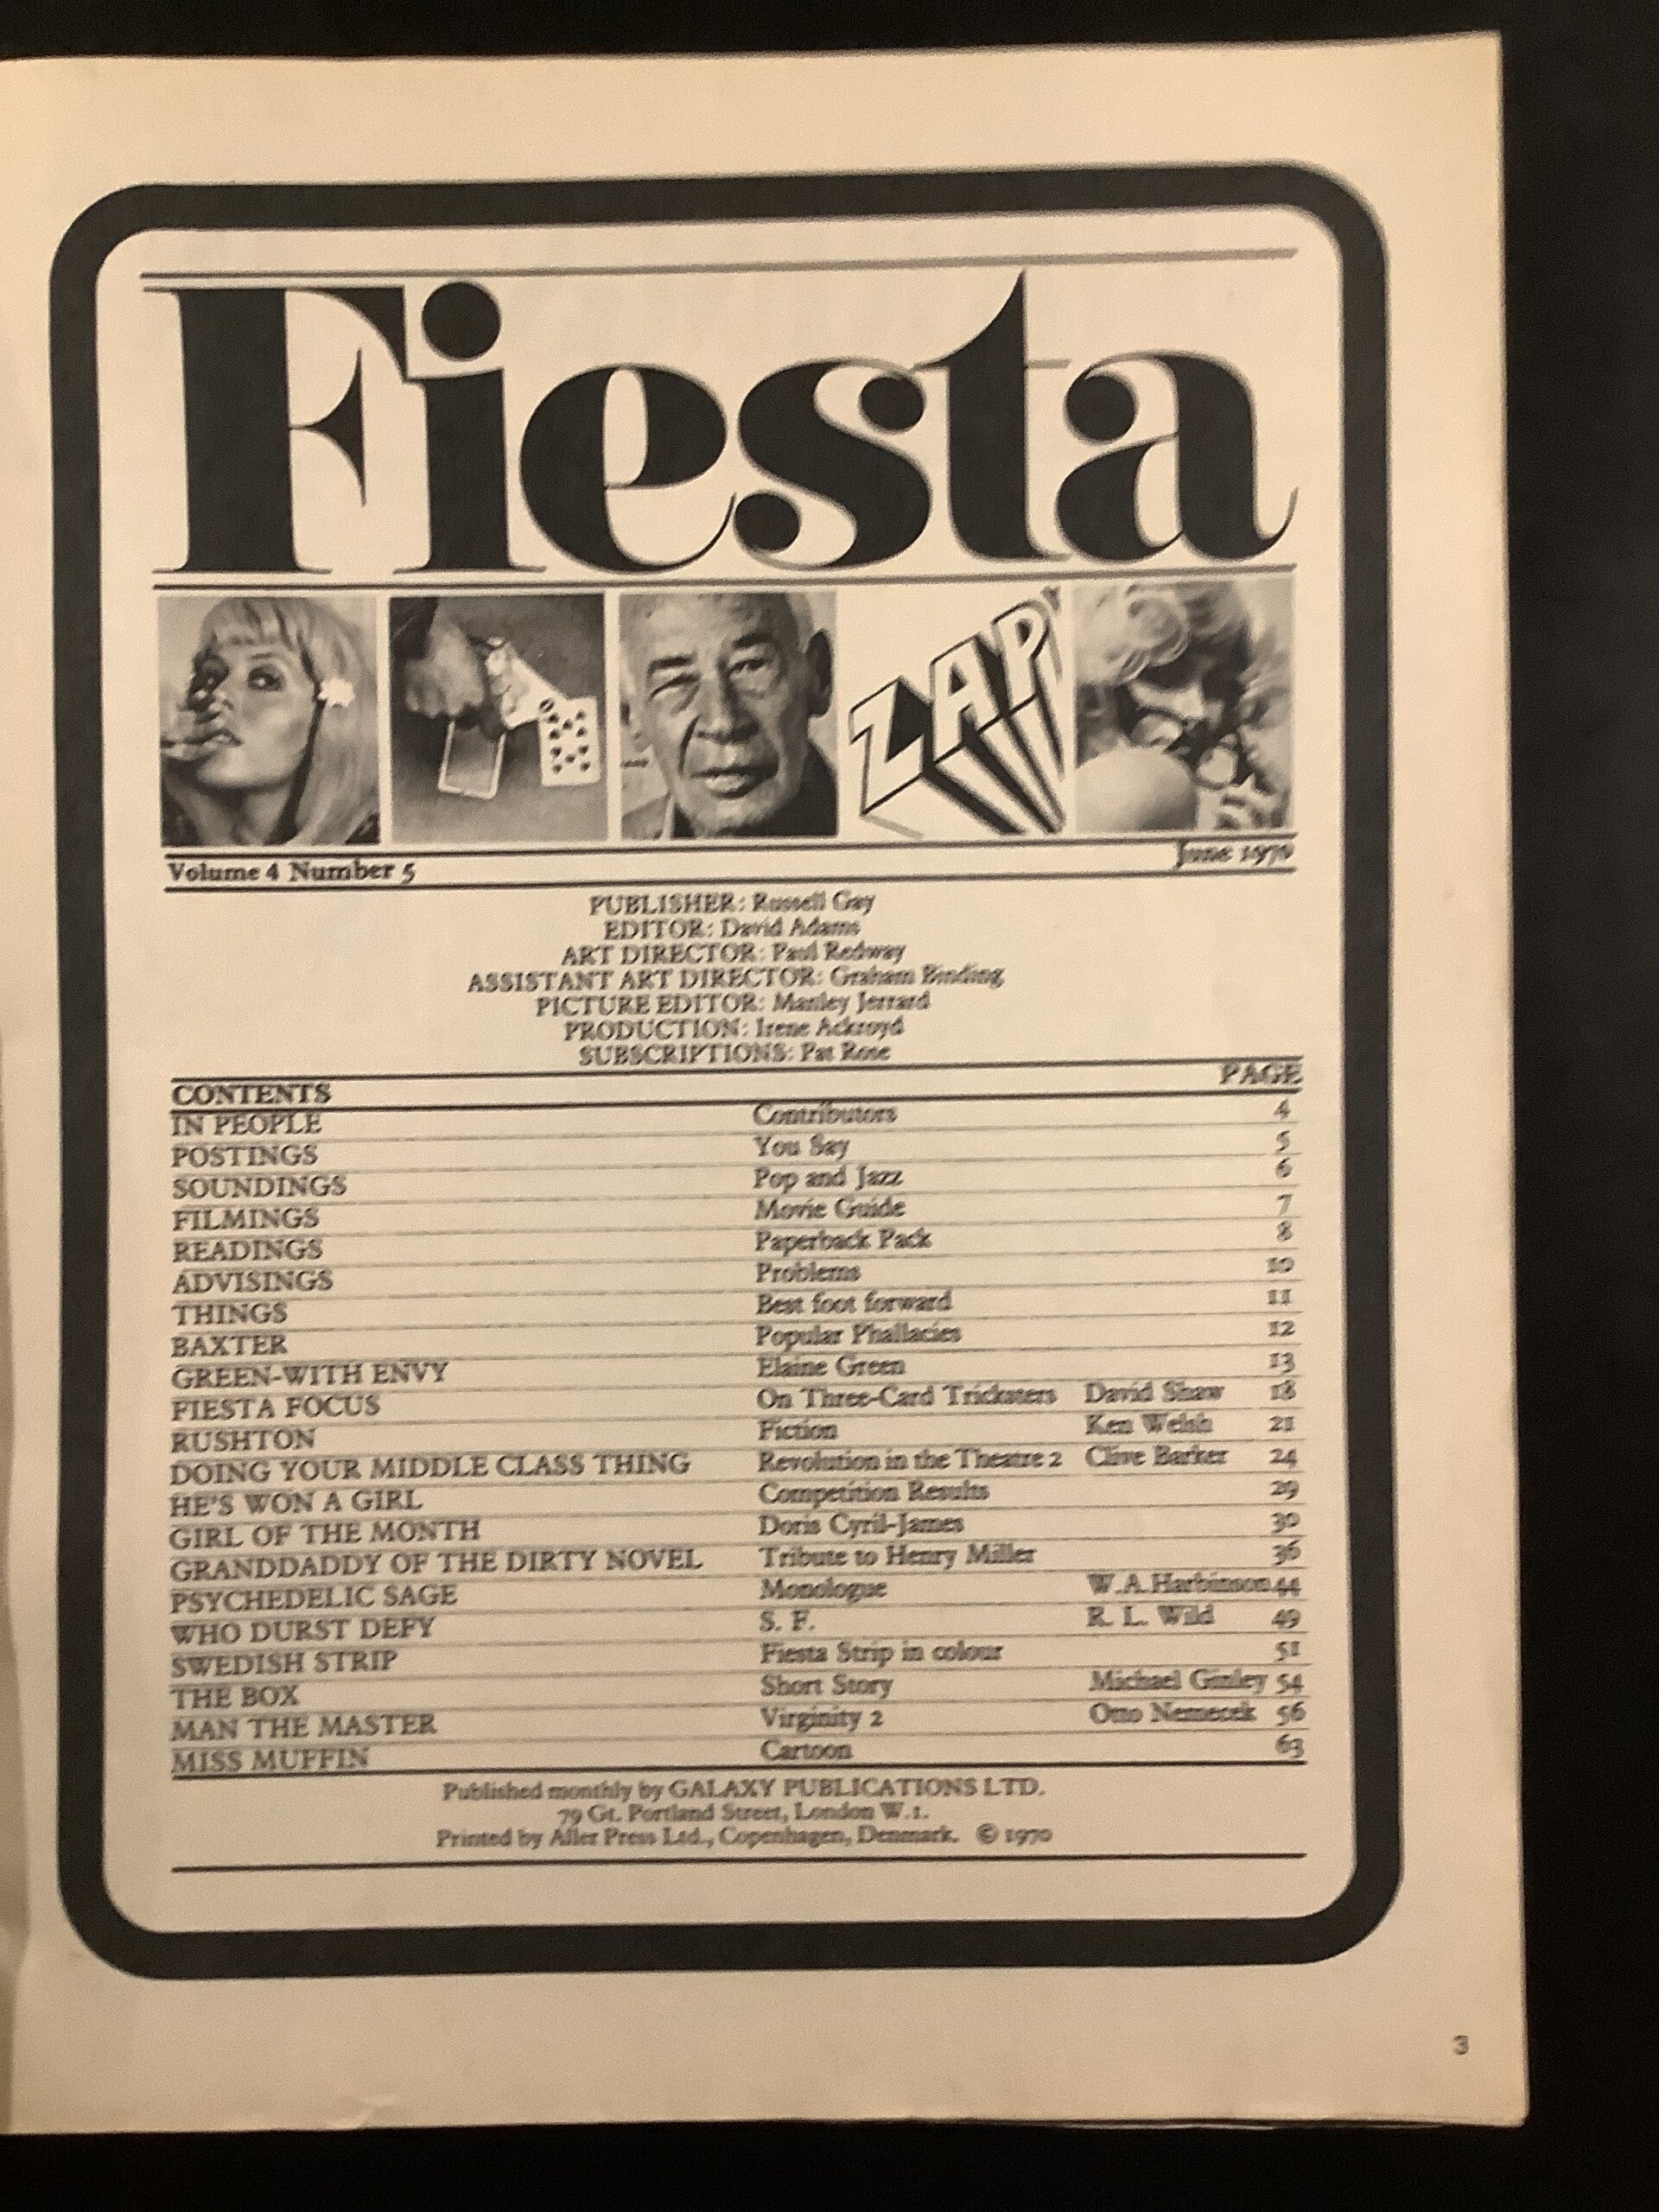 Fiesta
ZAP
Volume 4 Number 5 June 1970
PUBLISHER: Russell Gay
EDITOR: David Adams
ART DIRECTOR: Paul Redway
ASSISTANT ART DIRECTOR: Graham Binding
PICTURE EDITOR: Manley Jerrard
PRODUCTION: Irene Ackroyd
SUBSCRIPTIONS: Pat Rose
CONTENTS PAGE
IN PEOPLE Contributors 4
POSTINGS You Say 5
SOUNDINGS Pop and Jazz 6
FILMINGS Movie Guide 7
READINGS Paperback Pack 8
ADVISINGS Problems 10
THINGS Best foot forward 11
BAXTER Popular Phallacies 12
GREEN-WITH ENVY Elaine Green 13
FIESTA FOCUS On Three-Card Tricksters David Shaw 18
RUSHTON Fiction Ken Welsh 21
DOING YOUR MIDDLE CLASS THING Revolution in the Theatre 2 Clive Barker 24
HE'S WON A GIRL Competition Results 29
GIRL OF THE MONTH Doris Cyril-James 30
GRANDDADDY OF THE DIRTY NOVEL Tribute to Henry Miller 36
PSYCHEDELIC SAGE Monologue W.A.Harbinson 44
WHO DURST DEFY S. F. R. L. Wild 49
SWEDISH STRIP Fiesta Strip in colour 51
THE BOX Short Story Michael Ginley 54
MAN THE MASTER Virginity 2 Otto Nemecek 56
MISS MUFFIN Cartoon 63
Published monthly by GALAXY PUBLICATIONS LTD.
79 Gt. Portland Street, London W.1.
Printed by Aller Press Ltd., Copenhagen, Denmark. © 1970
3